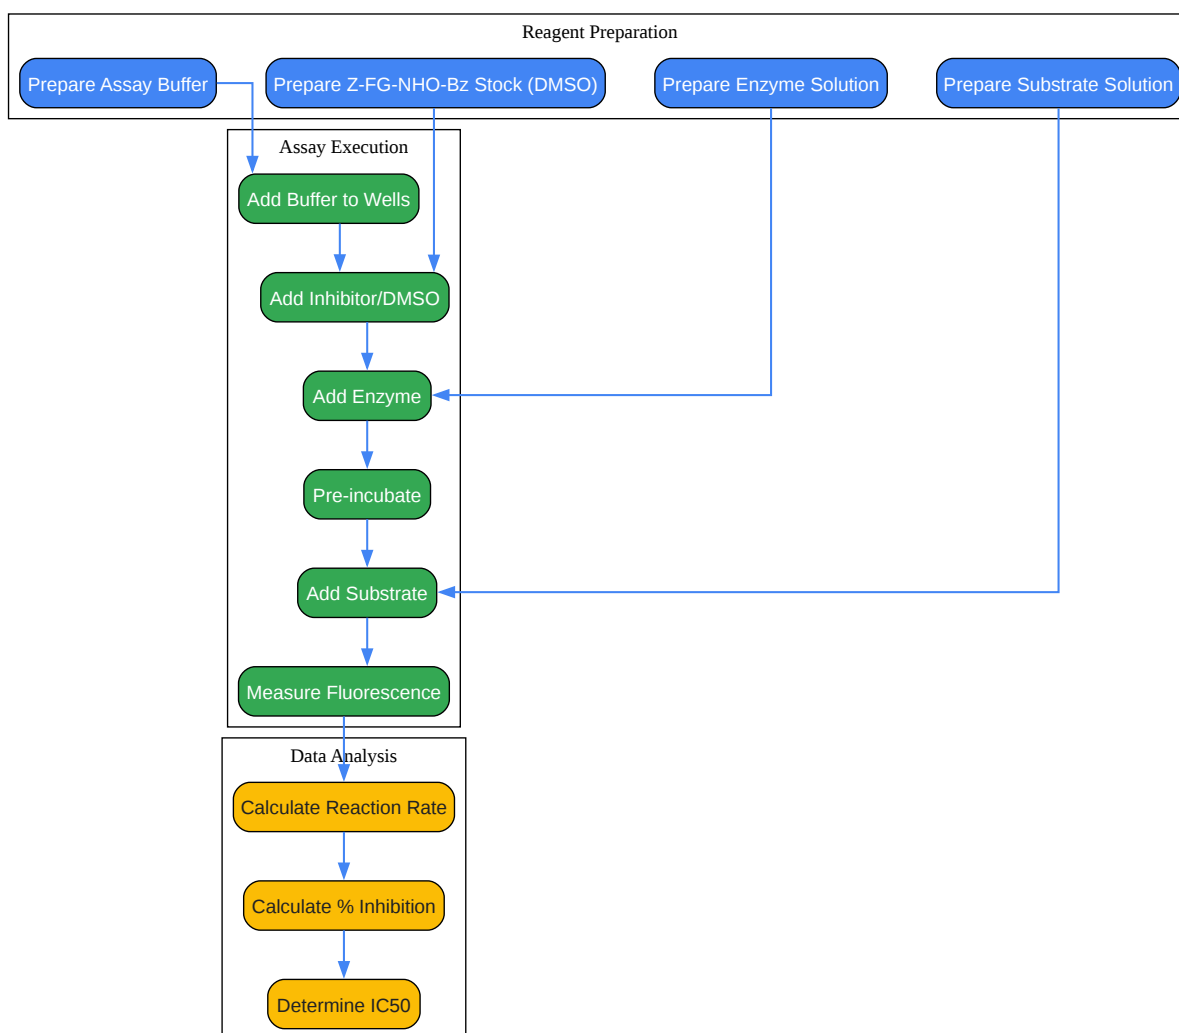 Reagent Preparation
Prepare Assay Buffer
Prepare Z-FG-NHO-Bz Stock (DMSO)
Prepare Enzyme Solution
Prepare Substrate Solution
Assay Execution
Add Buffer to Wells
Add Inhibitor/DMSO
Add Enzyme
Pre-incubate
Add Substrate
Measure Fluorescence
Data Analysis
Calculate Reaction Rate
Calculate % Inhibition
Determine IC50